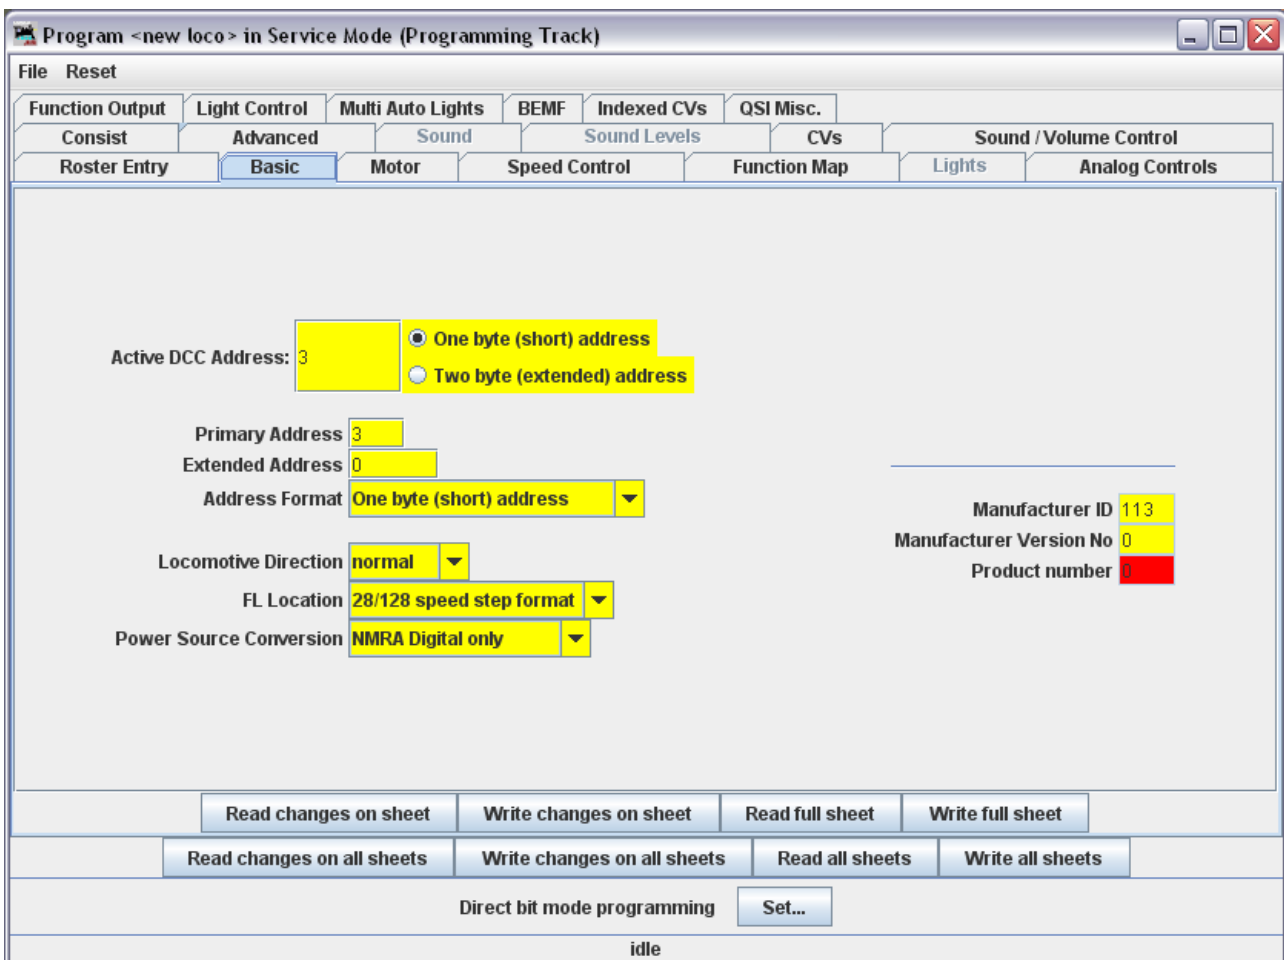 Program <new loco> in Service Mode (Programming Track)
File Reset
Function Output Light Control Multi Auto Lights BEMF Indexed CVs QSI Misc.
Consist Advanced Sound Sound Levels CVs Sound / Volume Control
Roster Entry Basic Motor Speed Control Function Map Lights Analog Controls
Active DCC Address: 3
One byte (short) address
Two byte (extended) address
Primary Address 3
Extended Address 0
Address Format One byte (short) address
Locomotive Direction normal
FL Location 28/128 speed step format
Power Source Conversion NMRA Digital only
Manufacturer ID 113
Manufacturer Version No 0
Product number 0
Read changes on sheet Write changes on sheet Read full sheet Write full sheet
Read changes on all sheets Write changes on all sheets Read all sheets Write all sheets
Direct bit mode programming Set...
idle